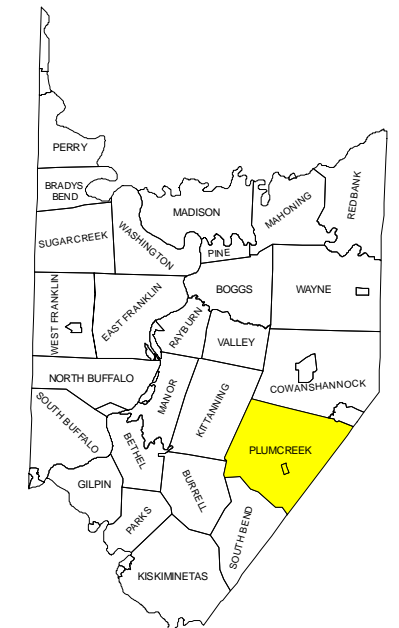 PERRY
BRADYS
BEND
SUGARCREEK
WASHINGTON
MADISON
MAHONING
REDBANK
PINE
WEST FRANKLIN
EAST FRANKLIN
RAYBURN
BOGGS
WAYNE
VALLEY
NORTH BUFFALO
MANOR
KITTANNING
COWANSHANNOCK
SOUTH BUFFALO
BETHEL
PLUMCREEK
GILPIN
BURRELL
PARKS
SOUTH BEND
KISKIMINETAS